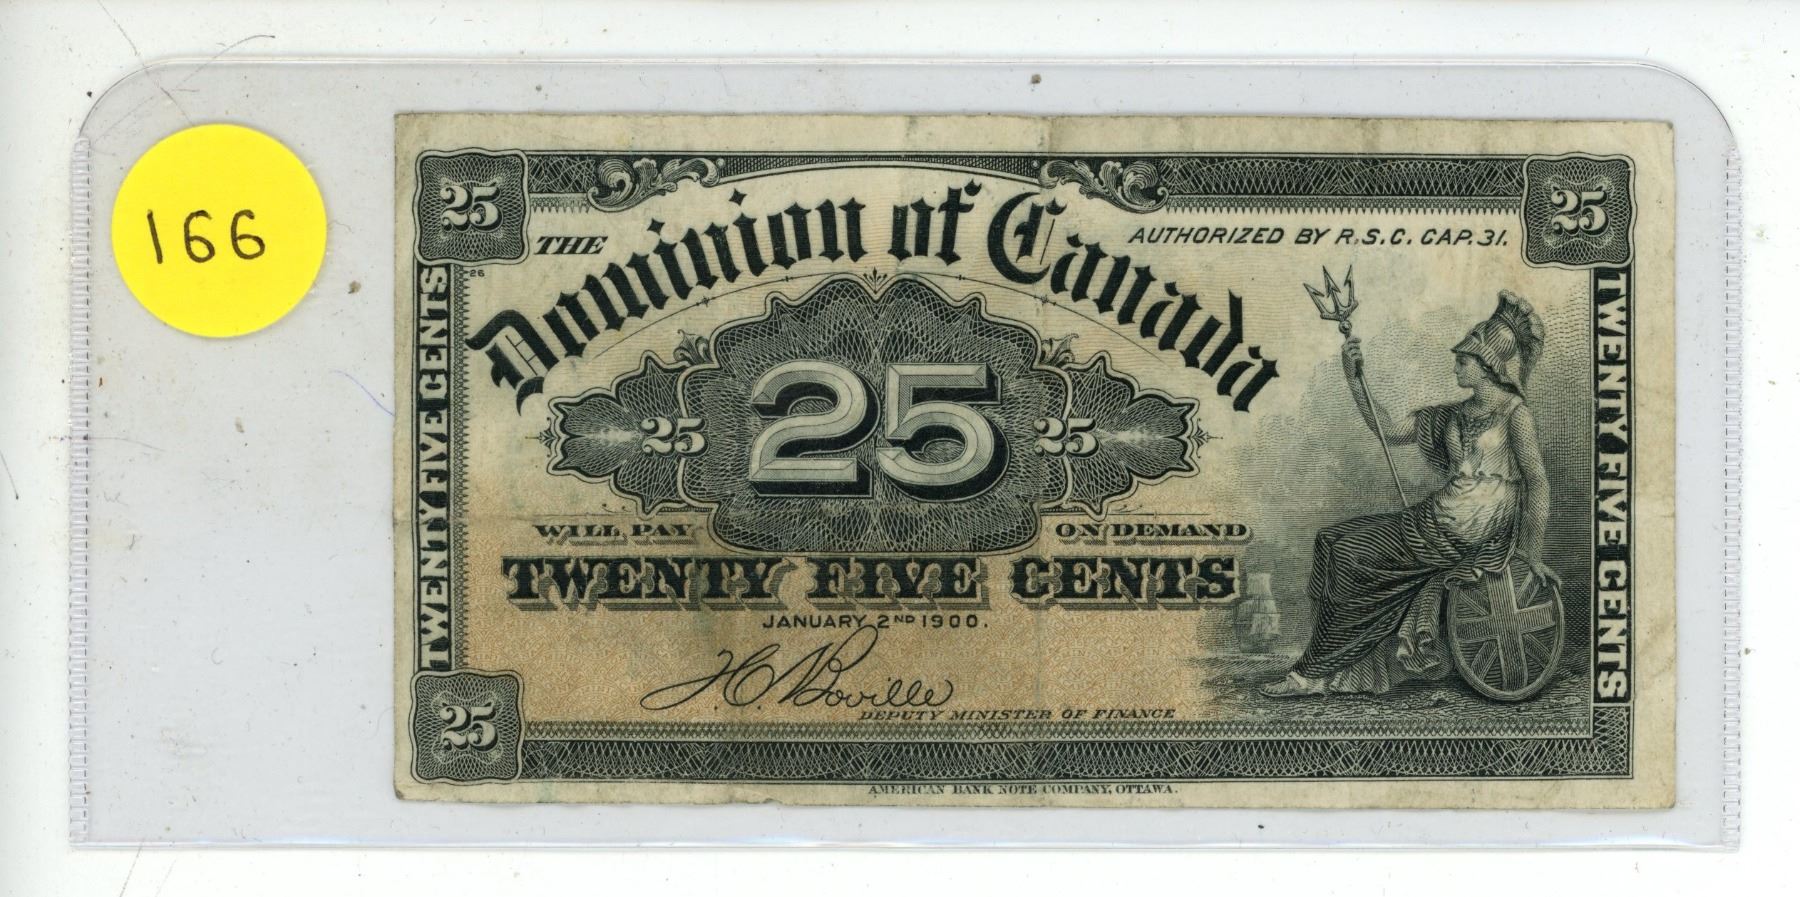 166
25
25
THE
Dominion of Canada
AUTHORIZED BY R.S.C. CAP. 31.
26
TWENTY FIVE CENTS
25
25
25
TWENTY FIVE CENTS
WILL PAY
ON DEMAND
TWENTY FIVE CENTS
JANUARY 2ND 1900.
H.C. Boville
DEPUTY MINISTER OF FINANCE
25
AMERICAN BANK NOTE COMPANY, OTTAWA.